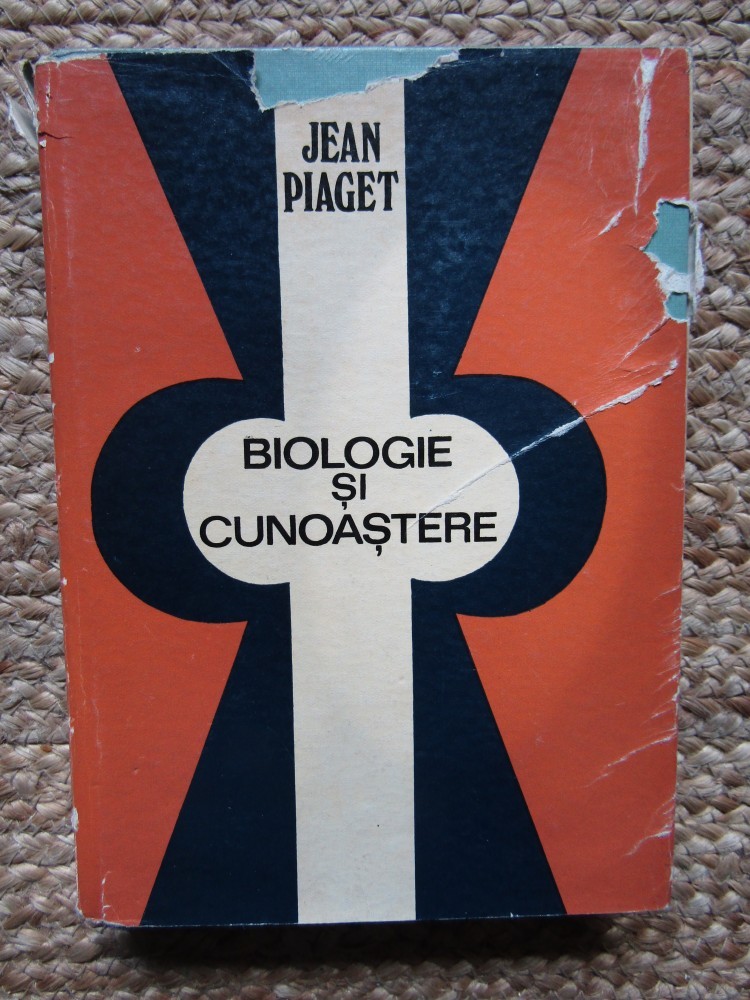 JEAN
PIAGET
BIOLOGIE
ȘI
CUNOAȘTERE